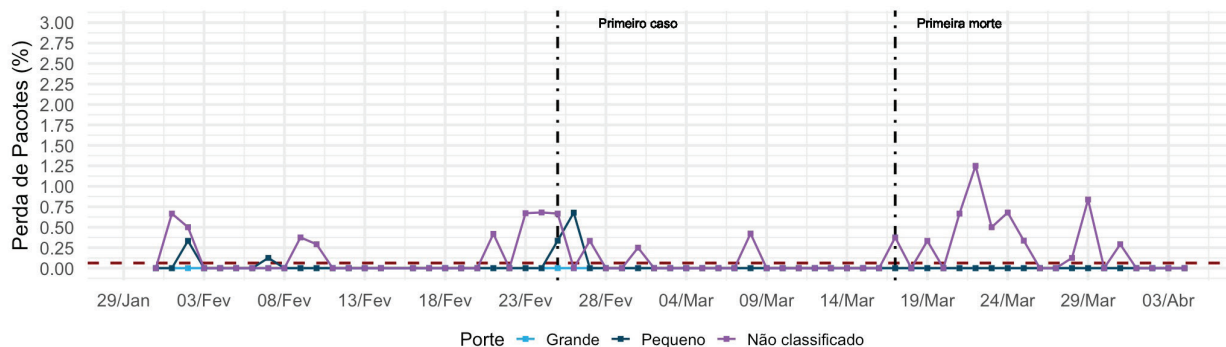 Perda de Pacotes (%)
3.00
2.75
2.50
2.25
2.00
1.75
1.50
1.25
1.00
0.75
0.50
0.25
0.00
Primeiro caso
Primeira morte
29/Jan 03/Fev 08/Fev 13/Fev 18/Fev 23/Fev 28/Fev 04/Mar 09/Mar 14/Mar 19/Mar 24/Mar 29/Mar 03/Abr
Porte Grande Pequeno Não classificado